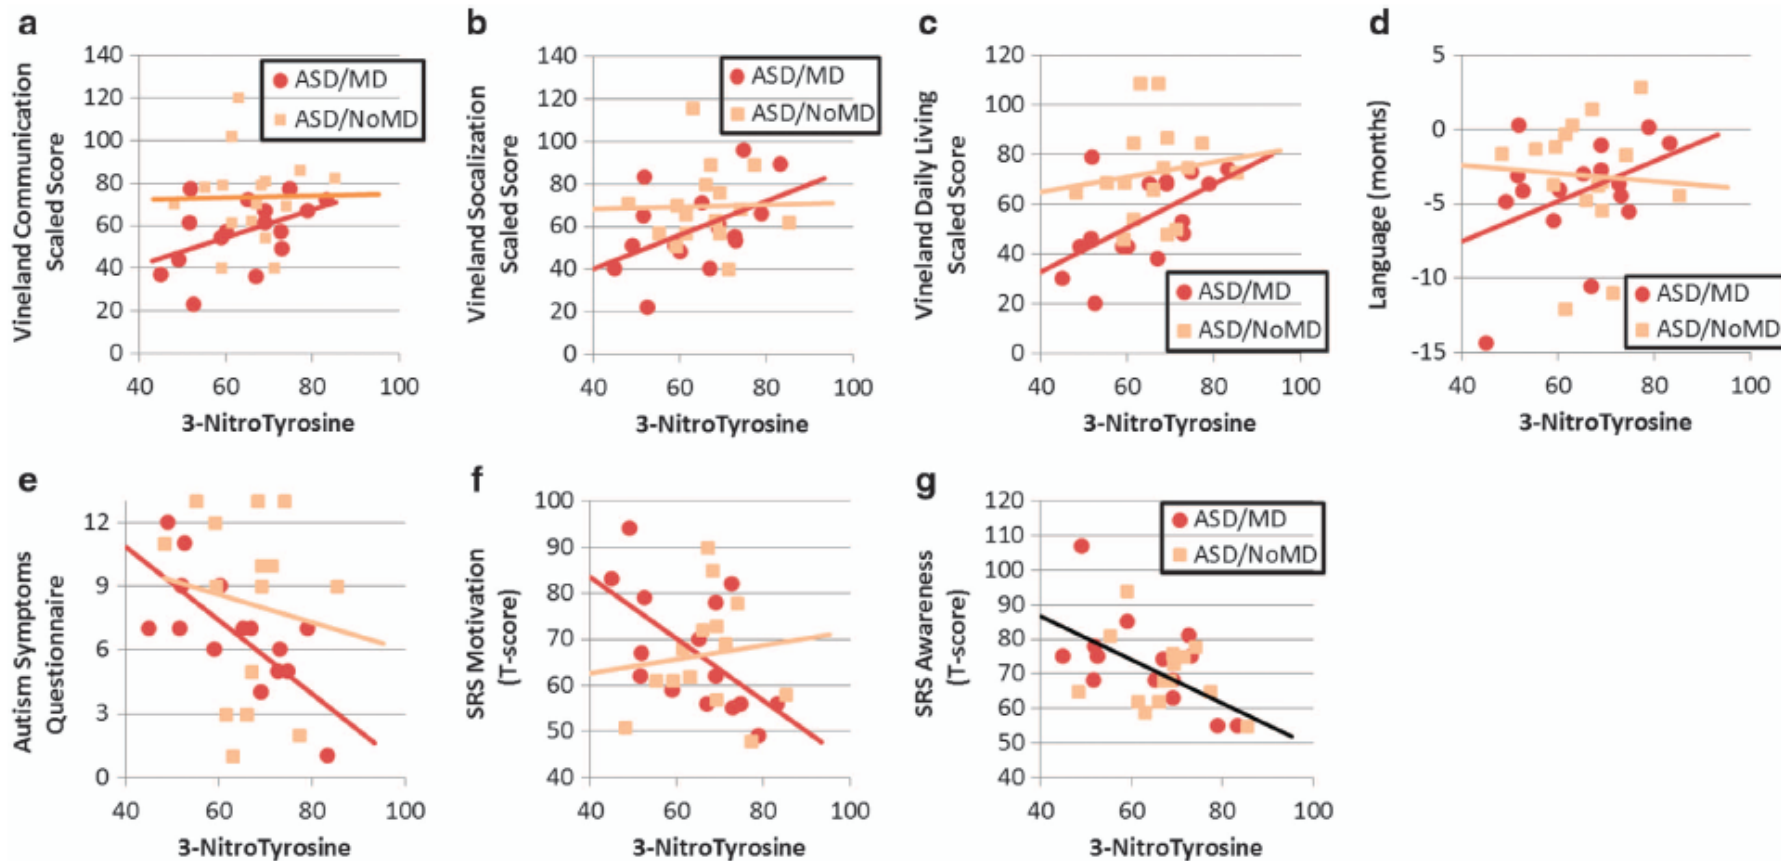 a
Vineland Communication
Scaled Score
140
120
100
80
60
40
20
0
ASD/MD
ASD/NoMD
40 60 80 100
3-NitroTyrosine
b
Vineland Socalization
Scaled Score
140
120
100
80
60
40
20
0
ASD/MD
ASD/NoMD
40 60 80 100
3-NitroTyrosine
c
Vineland Daily Living
Scaled Score
120
100
80
60
40
20
0
ASD/MD
ASD/NoMD
40 60 80 100
3-NitroTyrosine
d
Language (months)
5
0
-5
-10
-15
ASD/MD
ASD/NoMD
40 60 80 100
3-NitroTyrosine
e
Autism Symptoms
Questionnaire
12
9
6
3
0
40 60 80 100
3-NitroTyrosine
f
SRS Motivation
(T-score)
100
90
80
70
60
50
40
40 60 80 100
3-NitroTyrosine
g
SRS Awareness
(T-score)
120
110
100
90
80
70
60
50
40
ASD/MD
ASD/NoMD
40 60 80 100
3-NitroTyrosine